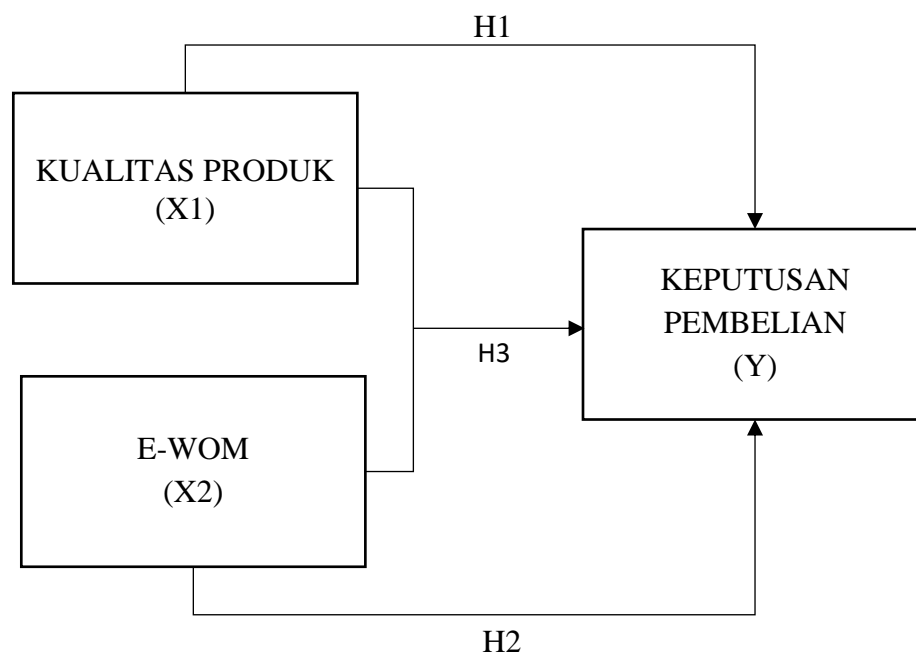 H1
KUALITAS PRODUK
(X1)
KEPUTUSAN
PEMBELIAN
(Y)
H3
E-WOM
(X2)
H2